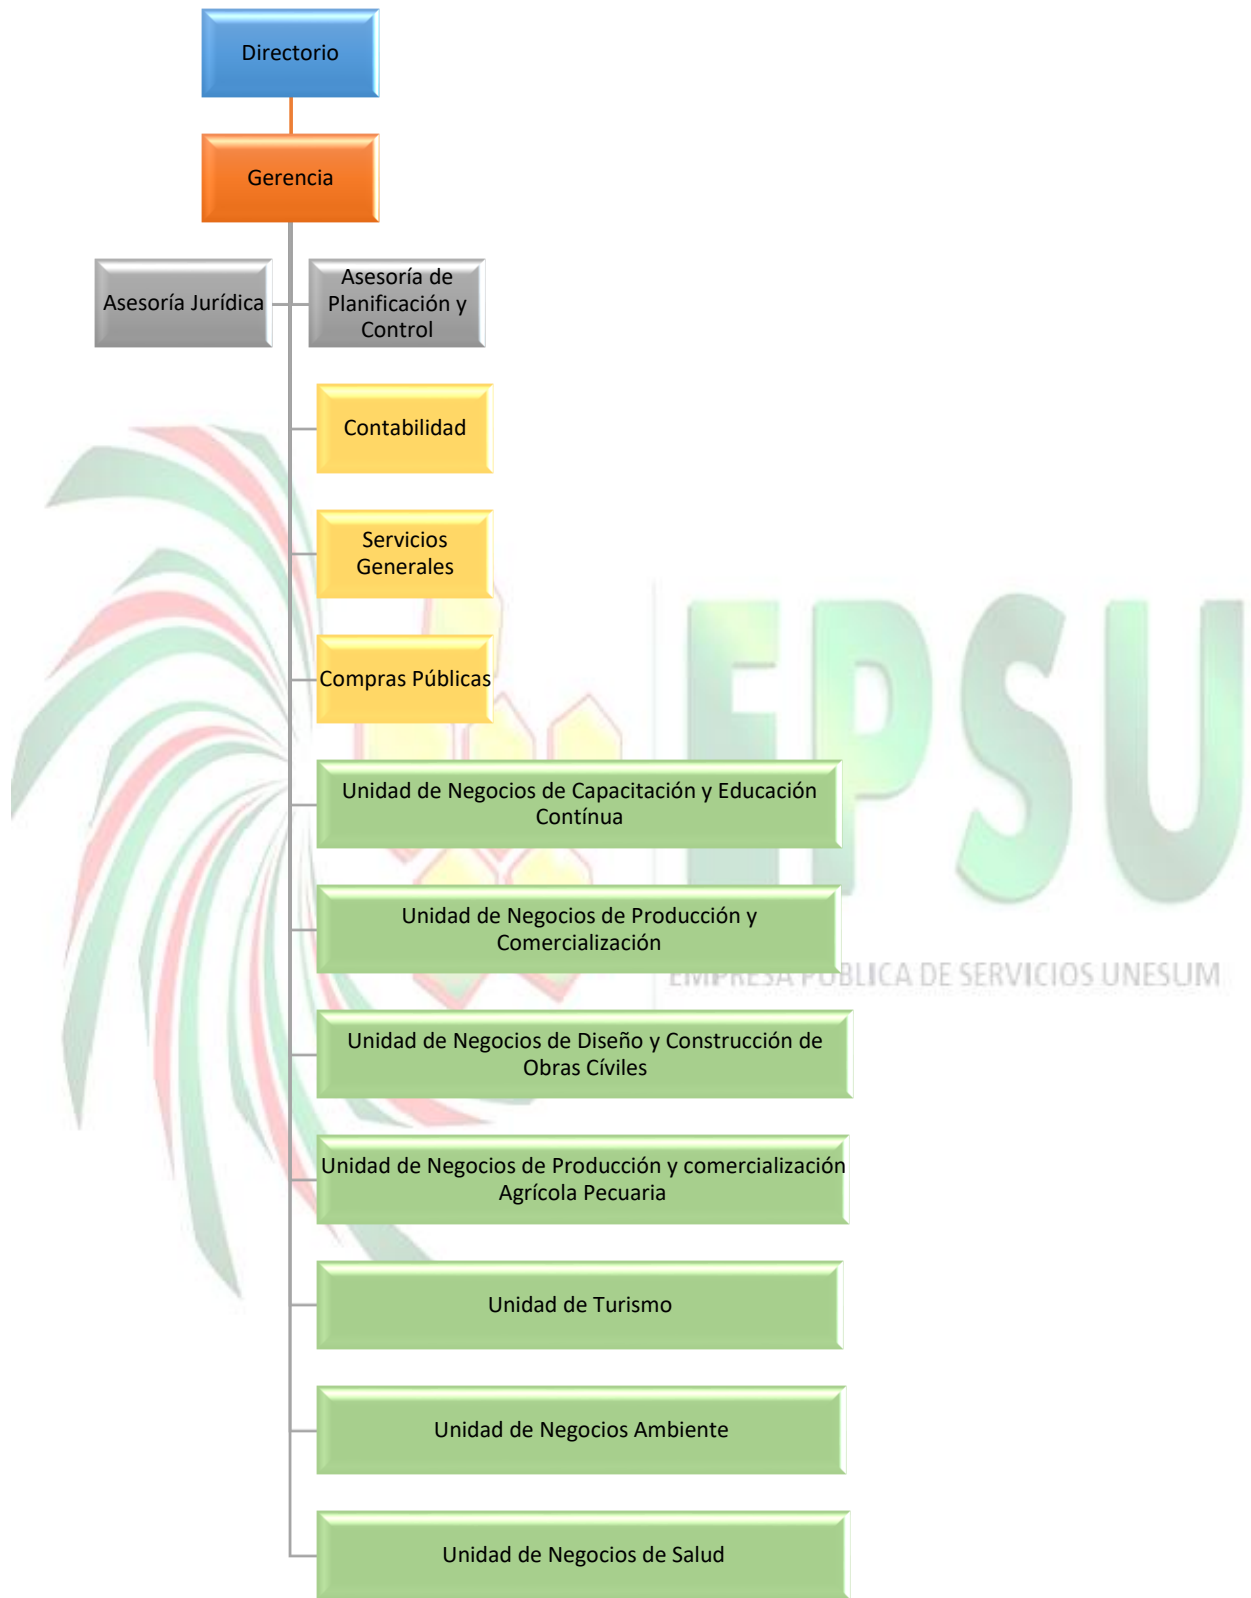 Directorio
Gerencia
Asesoría Jurídica
Asesoría de
Planificación y
Control
Contabilidad
Servicios
Generales
Compras Públicas
EPSU
Unidad de Negocios de Capacitación y Educación
Contínua
Unidad de Negocios de Producción y
Comercialización
EMPRESA PÚBLICA DE SERVICIOS UNESUM
Unidad de Negocios de Diseño y Construcción de
Obras Cíviles
Unidad de Negocios de Producción y comercialización
Agrícola Pecuaria
Unidad de Turismo
Unidad de Negocios Ambiente
Unidad de Negocios de Salud